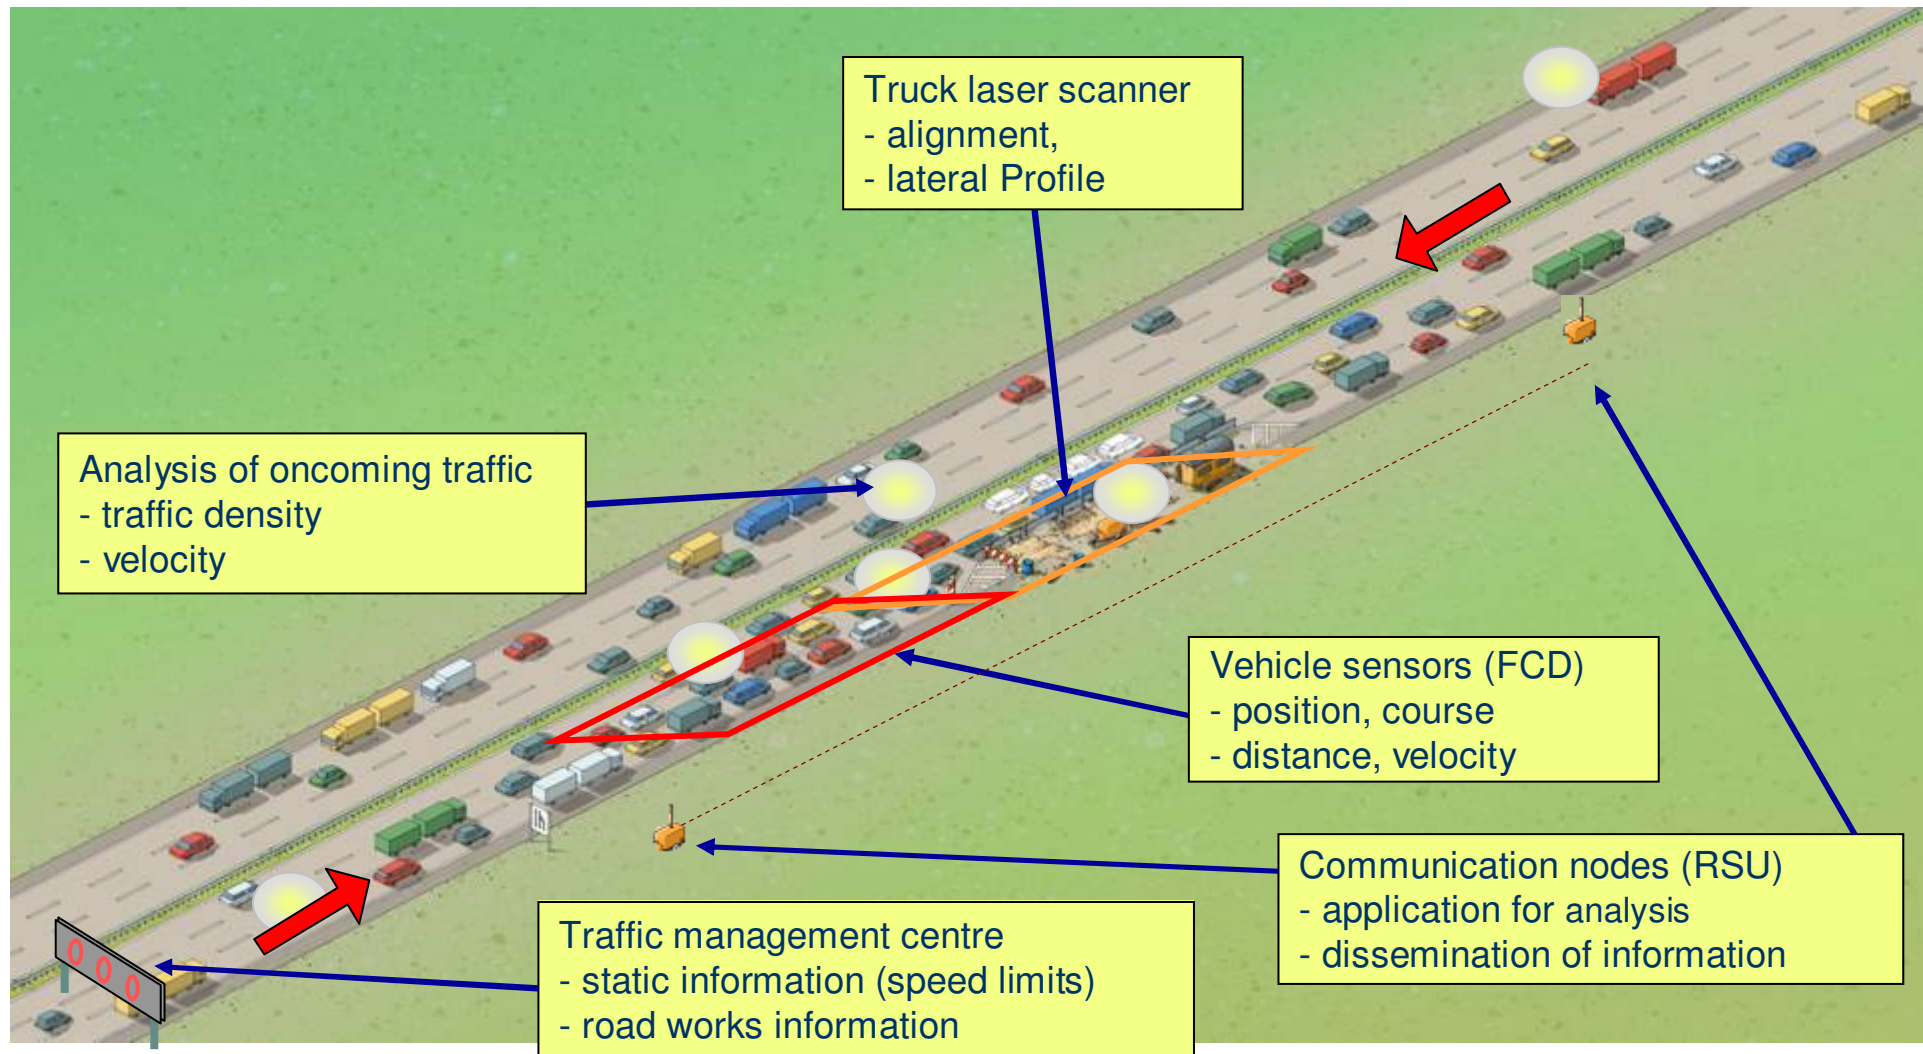 Truck laser scanner
- alignment,
- lateral Profile
Analysis of oncoming traffic
- traffic density
- velocity
Vehicle sensors (FCD)
- position, course
- distance, velocity
Communication nodes (RSU)
- application for analysis
- dissemination of information
Traffic management centre
- static information (speed limits)
- road works information